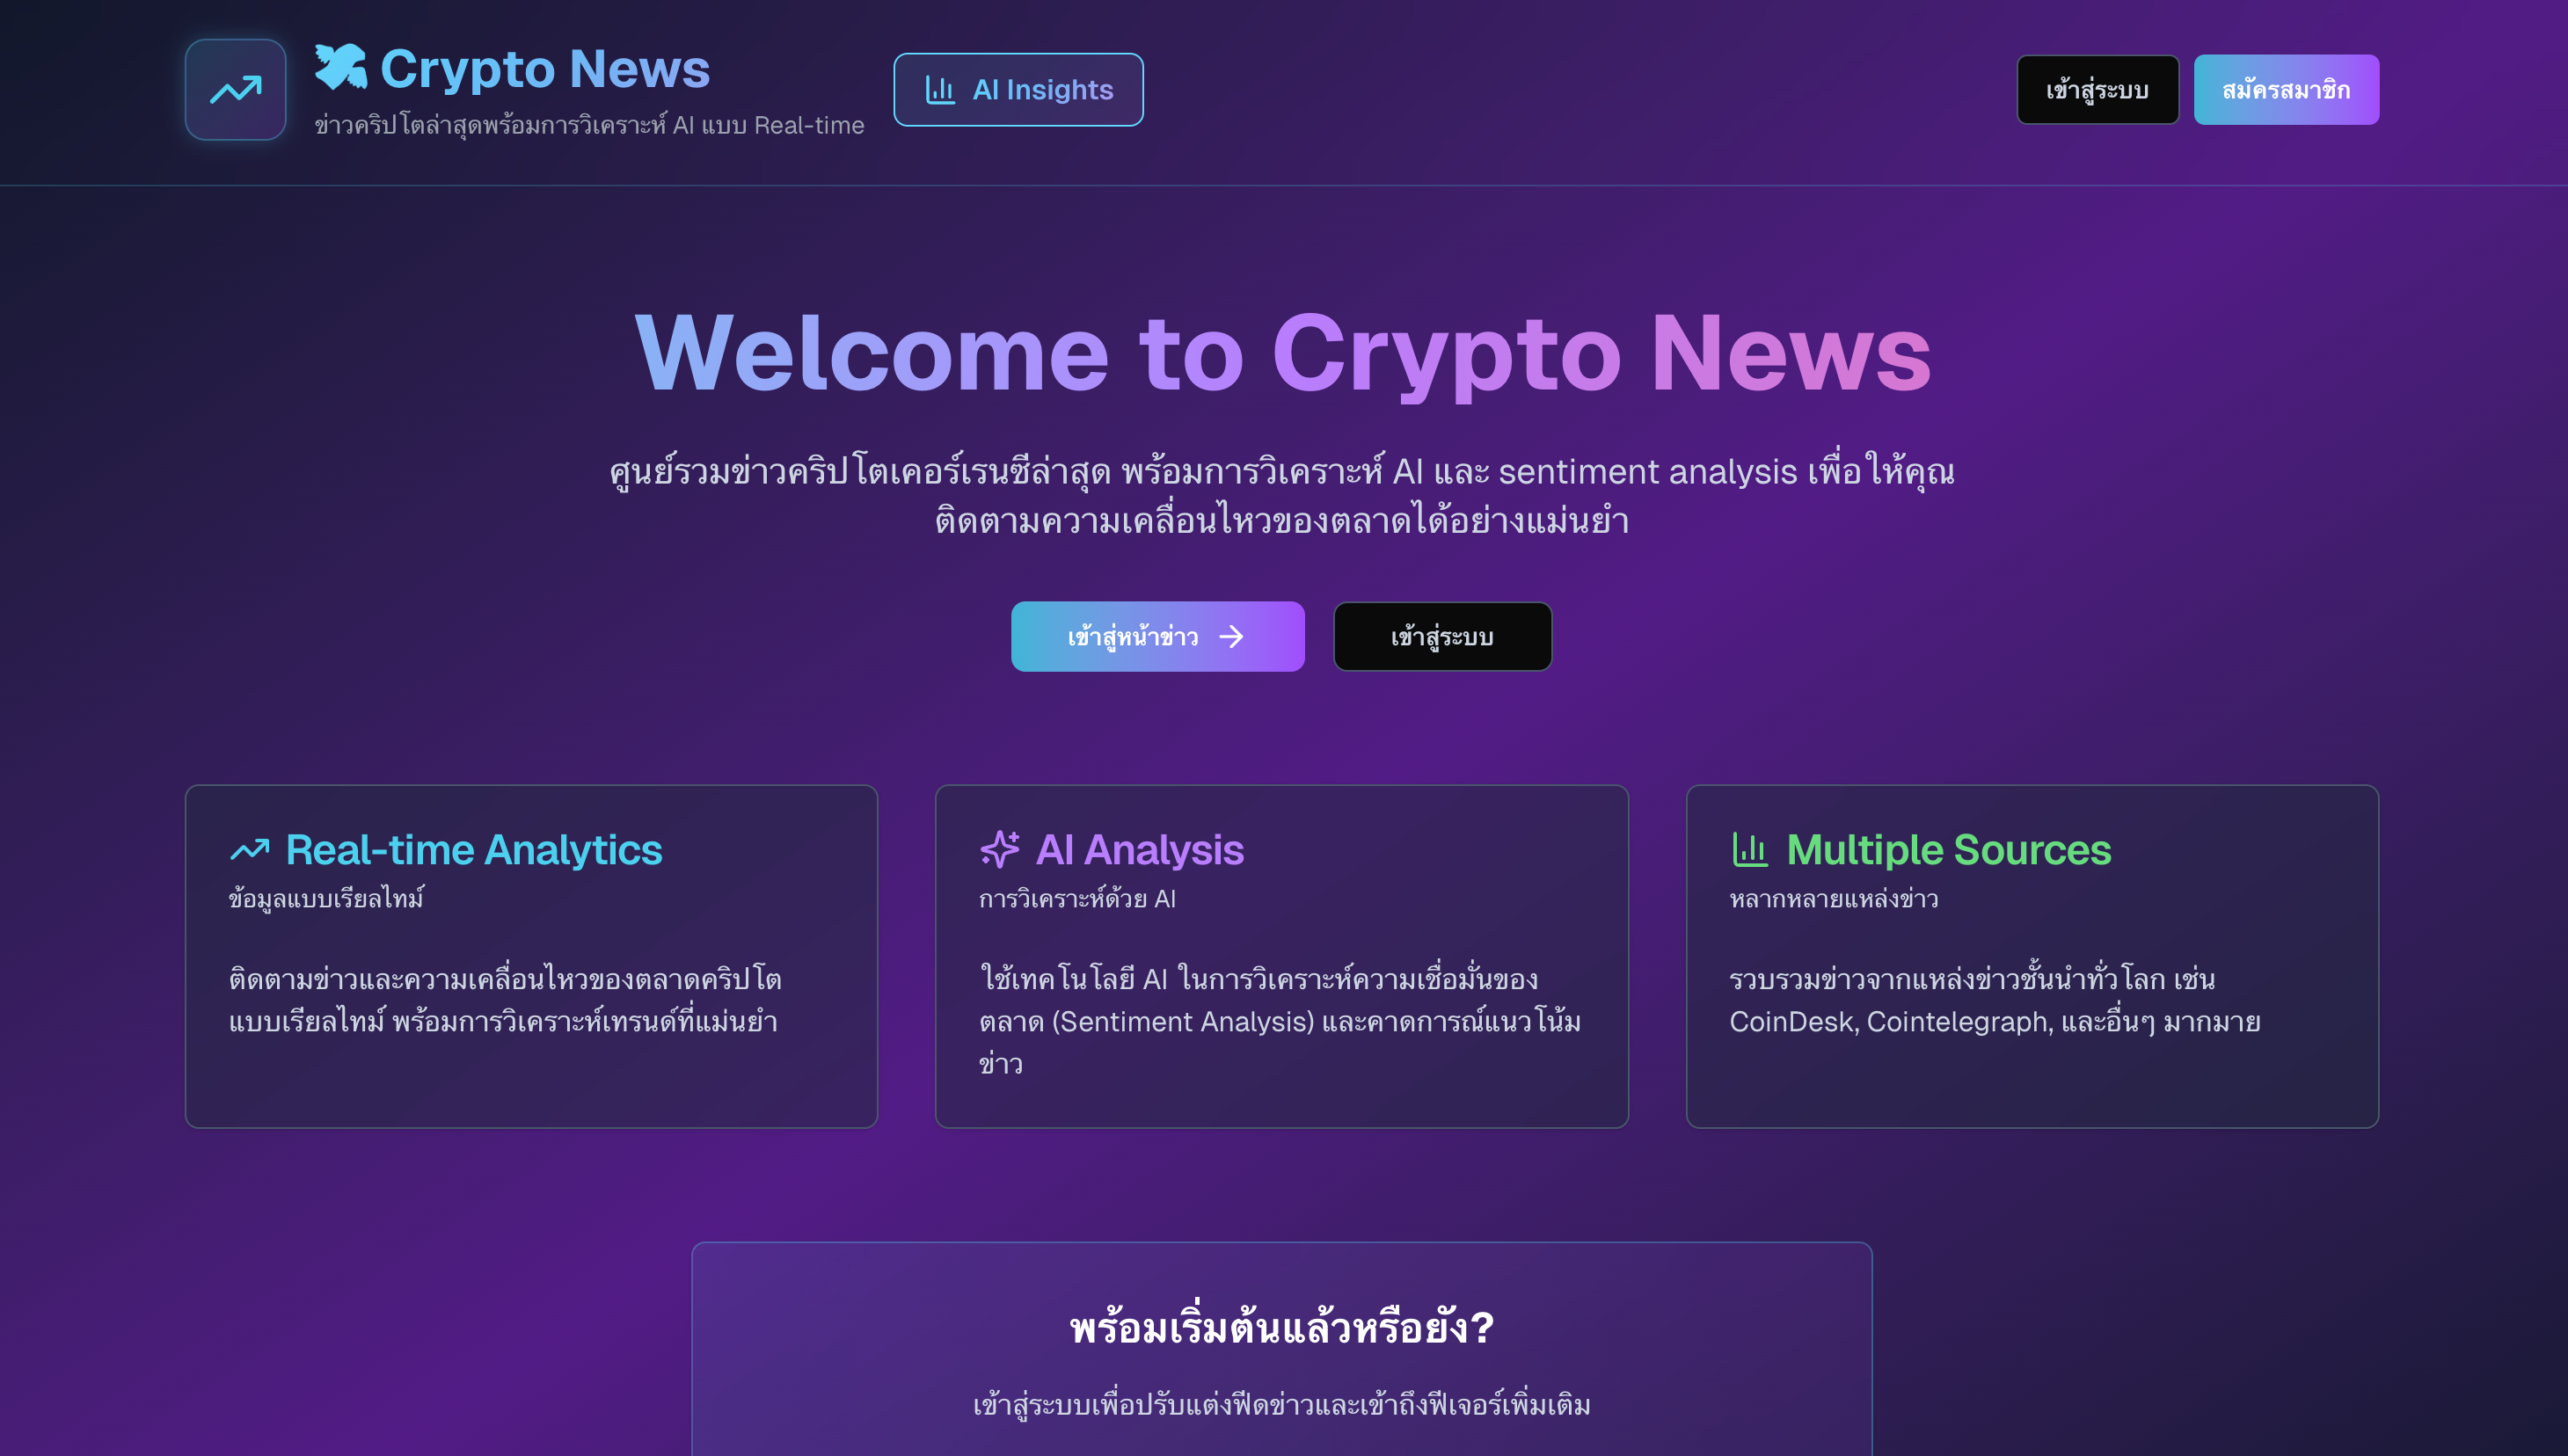 Crypto News
ข่าวคริปโตล่าสุดพร้อมการวิเคราะห์ AI แบบ Real-time
AI Insights
เข้าสู่ระบบ
สมัครสมาชิก
Welcome to Crypto News
ศูนย์รวมข่าวคริปโตเคอร์เรนซีล่าสุด พร้อมการวิเคราะห์ AI และ sentiment analysis เพื่อให้คุณ
ติดตามความเคลื่อนไหวของตลาดได้อย่างแม่นยำ
เข้าสู่หน้าข่าว
เข้าสู่ระบบ
Real-time Analytics
ข้อมูลแบบเรียลไทม์
ติดตามข่าวและความเคลื่อนไหวของตลาดคริปโต
แบบเรียลไทม์ พร้อมการวิเคราะห์เทรนด์ที่แม่นยำ
AI Analysis
การวิเคราะห์ด้วย AI
ใช้เทคโนโลยี AI ในการวิเคราะห์ความเชื่อมั่นของ
ตลาด (Sentiment Analysis) และคาดการณ์แนวโน้ม
ข่าว
Multiple Sources
หลากหลายแหล่งข่าว
รวบรวมข่าวจากแหล่งข่าวชั้นนำทั่วโลก เช่น
CoinDesk, Cointelegraph, และอื่นๆ มากมาย
พร้อมเริ่มต้นแล้วหรือยัง?
เข้าสู่ระบบเพื่อปรับแต่งฟีดข่าวและเข้าถึงฟีเจอร์เพิ่มเติม